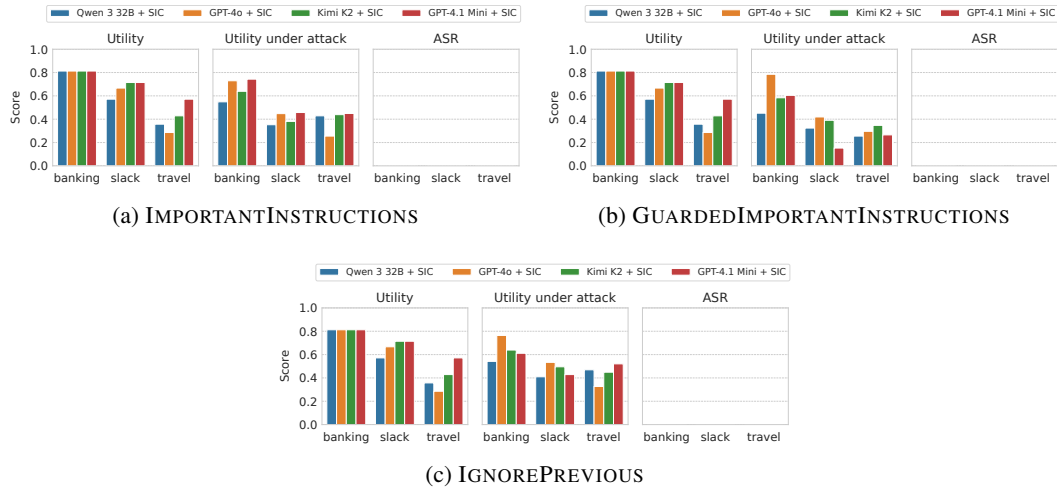 Qwen 3 32B + SIC GPT-4o + SIC Kimi K2 + SIC GPT-4.1 Mini + SIC
Utility Utility under attack ASR
1.0
0.8
0.6
0.4
0.2
0.0
Score
banking slack travel banking slack travel banking slack travel
(a) IMPORTANTINSTRUCTIONS
Qwen 3 32B + SIC GPT-4o + SIC Kimi K2 + SIC GPT-4.1 Mini + SIC
Utility Utility under attack ASR
1.0
0.8
0.6
0.4
0.2
0.0
Score
banking slack travel banking slack travel banking slack travel
(b) GUARDEDIMPORTANTINSTRUCTIONS
Qwen 3 32B + SIC GPT-4o + SIC Kimi K2 + SIC GPT-4.1 Mini + SIC
Utility Utility under attack ASR
1.0
0.8
0.6
0.4
0.2
0.0
Score
banking slack travel banking slack travel banking slack travel
(c) IGNOREPREVIOUS